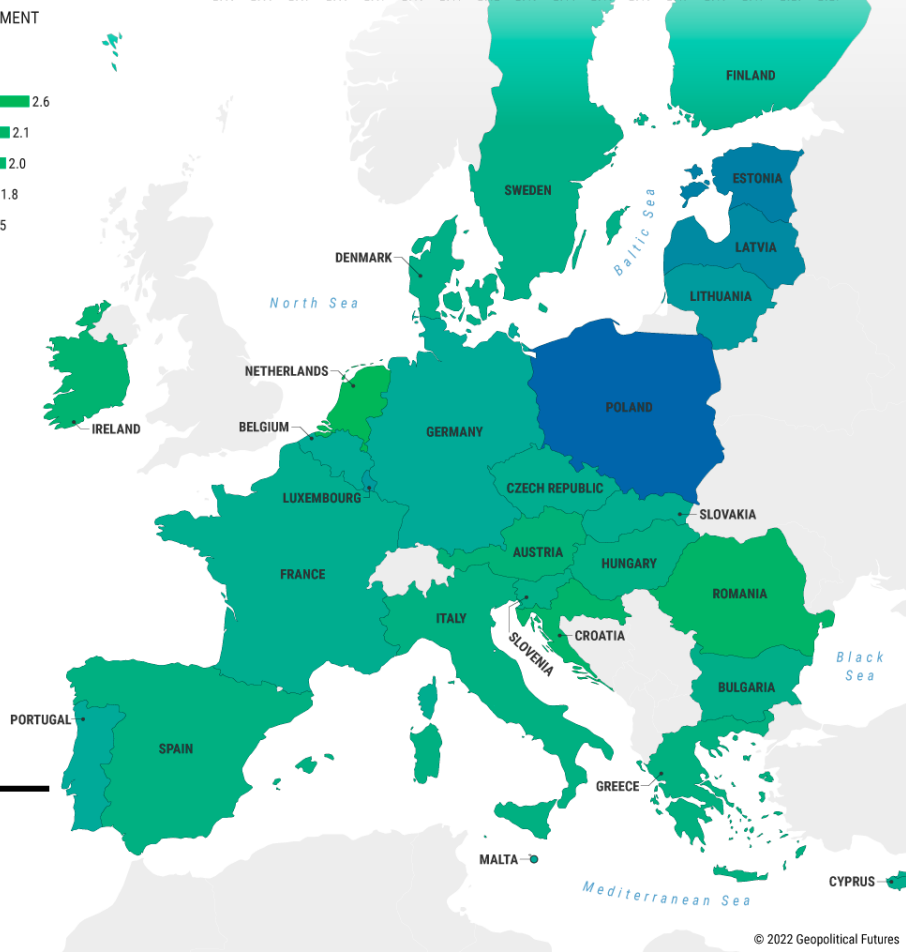 MENT
2.6
2.1
2.0
1.8
5
FINLAND
ESTONIA
SWEDEN
Baltic Sea
LATVIA
DENMARK
LITHUANIA
North Sea
NETHERLANDS
POLAND
BELGIUM
GERMANY
IRELAND
CZECH REPUBLIC
LUXEMBOURG
SLOVAKIA
AUSTRIA
HUNGARY
FRANCE
ROMANIA
ITALY
CROATIA
SLOVENIA
Black
Sea
BULGARIA
PORTUGAL
SPAIN
GREECE
MALTA
CYPRUS
Mediterranean Sea
© 2022 Geopolitical Futures